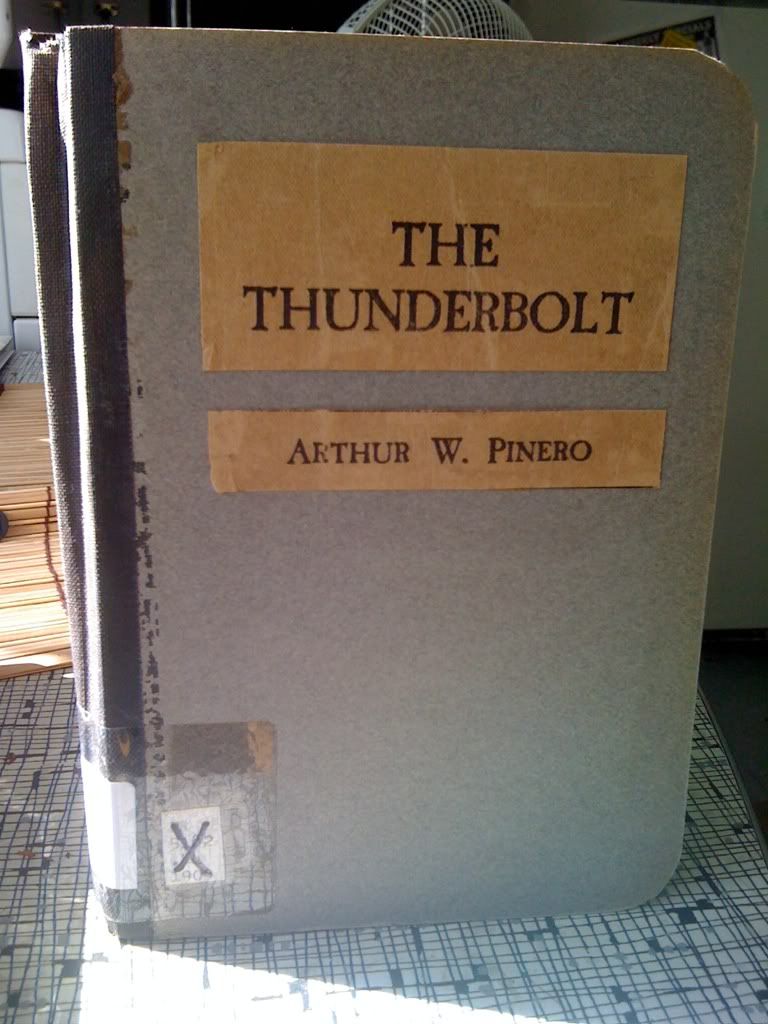 THE
THUNDERBOLT
ARTHUR W. PINERO
X